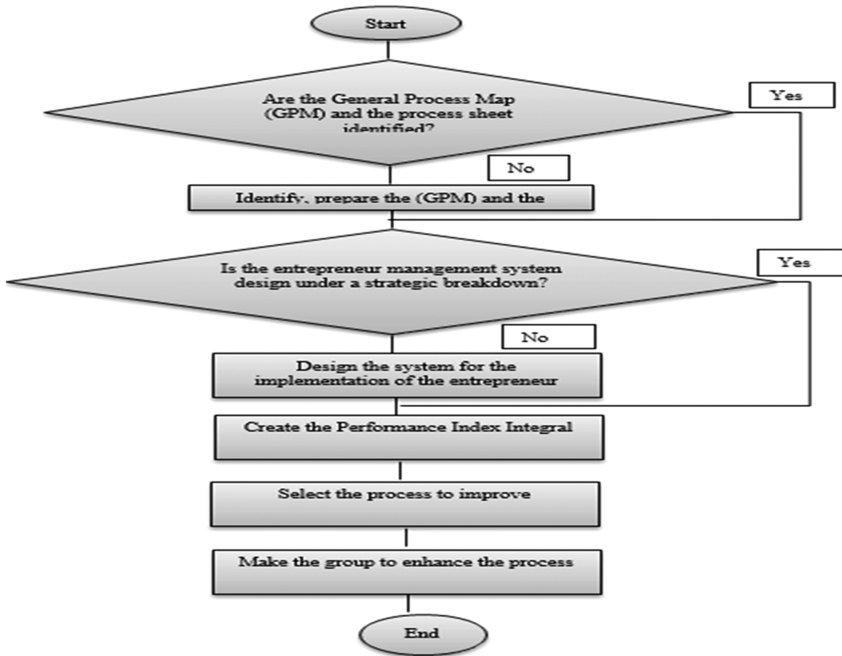 Start
Are the General Process Map
(GPM) and the process sheet
identified?
Yes
No
Identify, prepare the (GPM) and the
Is the entrepreneur management system
design under a strategic breakdown?
Yes
No
Design the system for the
implementation of the entrepreneur
Create the Performance Index Integral
Select the process to improve
Make the group to enhance the process
End